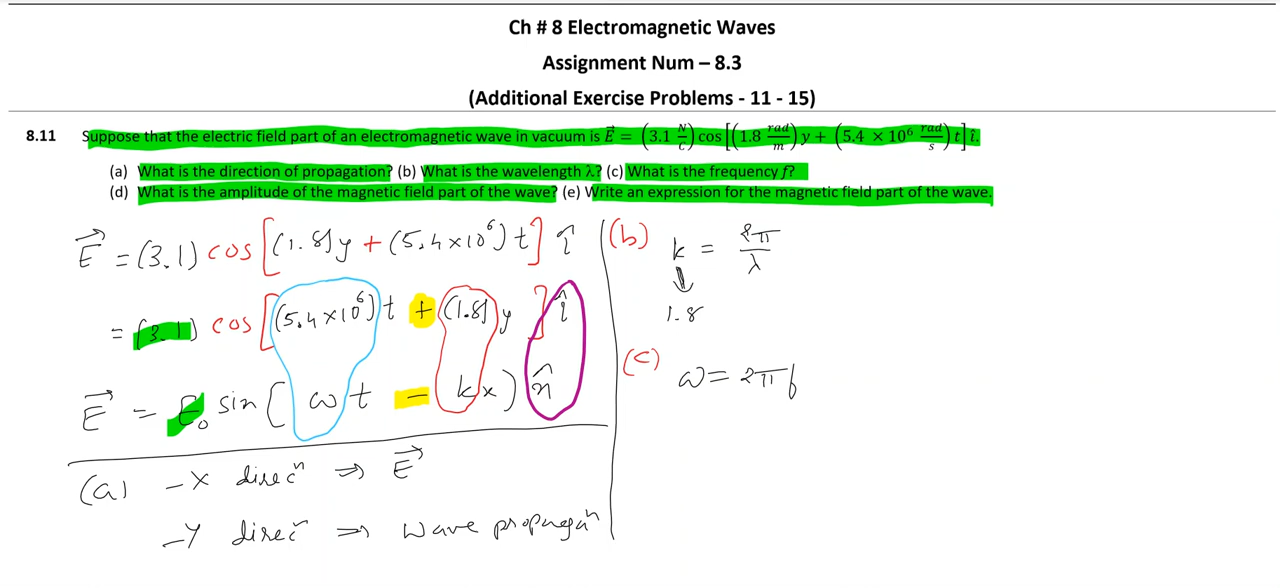 Ch # 8 Electromagnetic Waves
Assignment Num – 8.3
(Additional Exercise Problems - 11 - 15)
8.11 Suppose that the electric field part of an electromagnetic wave in vacuum is E⃗ = (3.1 N/C) cos[(1.8 rad/m) y + (5.4 × 10⁶ rad/s) t] î.
(a) What is the direction of propagation? (b) What is the wavelength λ? (c) What is the frequency f?
(d) What is the amplitude of the magnetic field part of the wave? (e) Write an expression for the magnetic field part of the wave.
E⃗ = (3.1) cos[(1.8)y + (5.4×10⁶) t] î
= (3.1) cos[(5.4×10⁶) t + (1.8) y] î
E⃗ = E₀ sin(ωt − kx) n̂
(a) −X direcⁿ ⇒ E⃗
−Y direcⁿ ⇒ wave propagaⁿ
(b) k = 2π/λ
1.8
(c) ω = 2πf